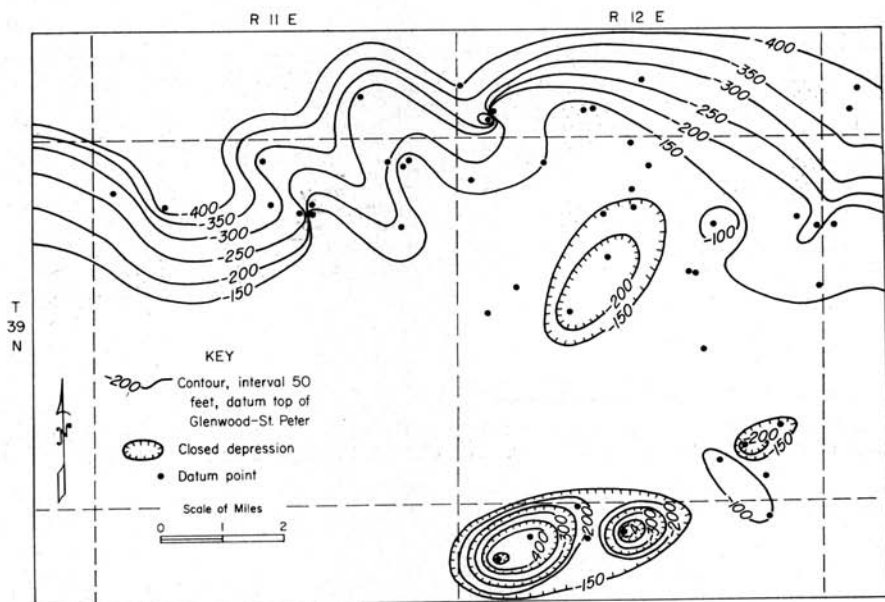 R 11 E
R 12 E
-400
-350
-300
-250
-200
-150
-400
-350
-300
-250
-200
-150
-100
-200
-150
T
39
N
N
KEY
-200
Contour, interval 50
feet, datum top of
Glenwood-St. Peter
Closed depression
Datum point
Scale of Miles
0 1 2
-200
-150
-100
-400
-300
-200
-300
-200
-150